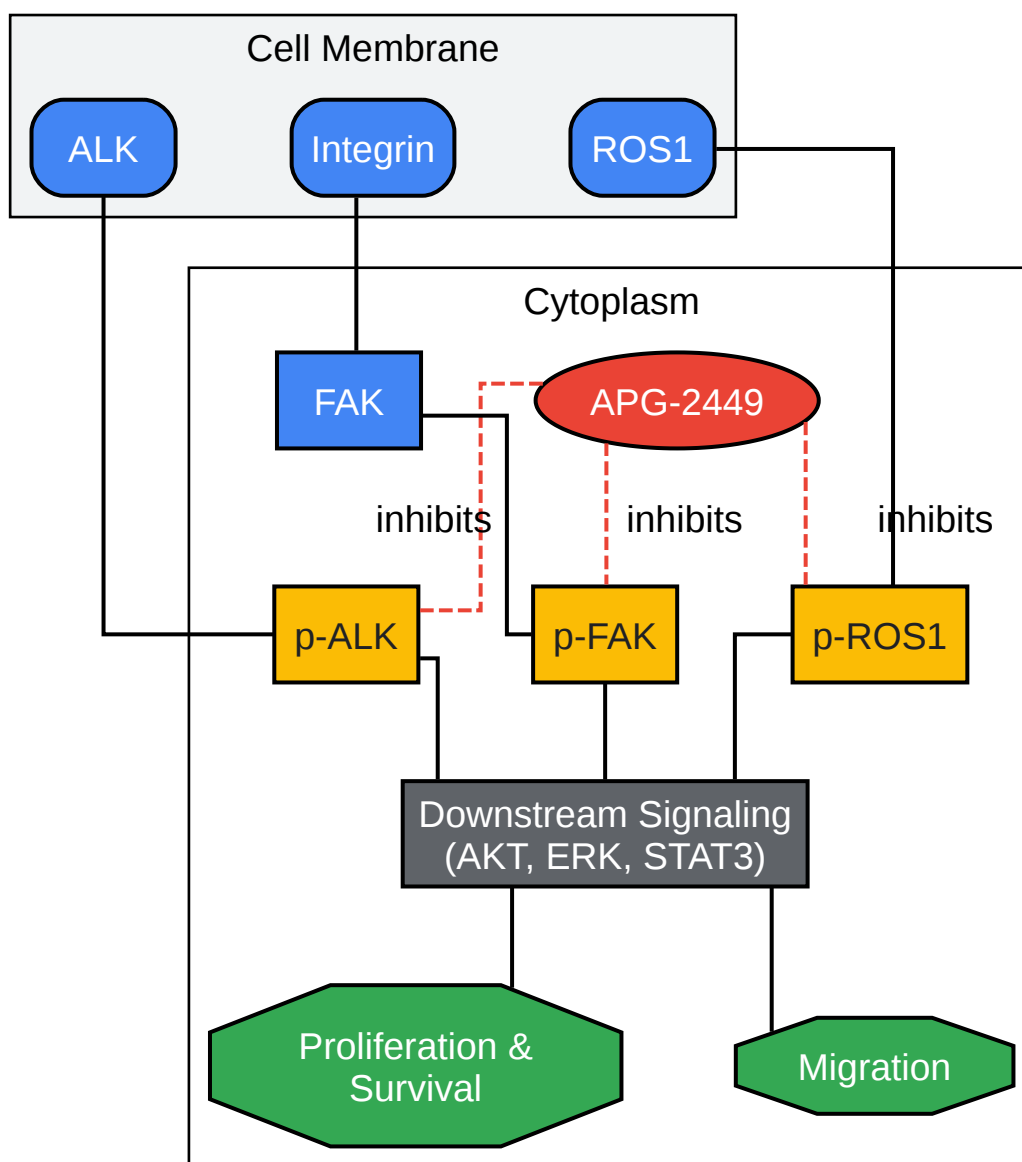 Cell Membrane
ALK
Integrin
ROS1
Cytoplasm
FAK
APG-2449
inhibits
inhibits
inhibits
p-ALK
p-FAK
p-ROS1
Downstream Signaling
(AKT, ERK, STAT3)
Proliferation &
Survival
Migration